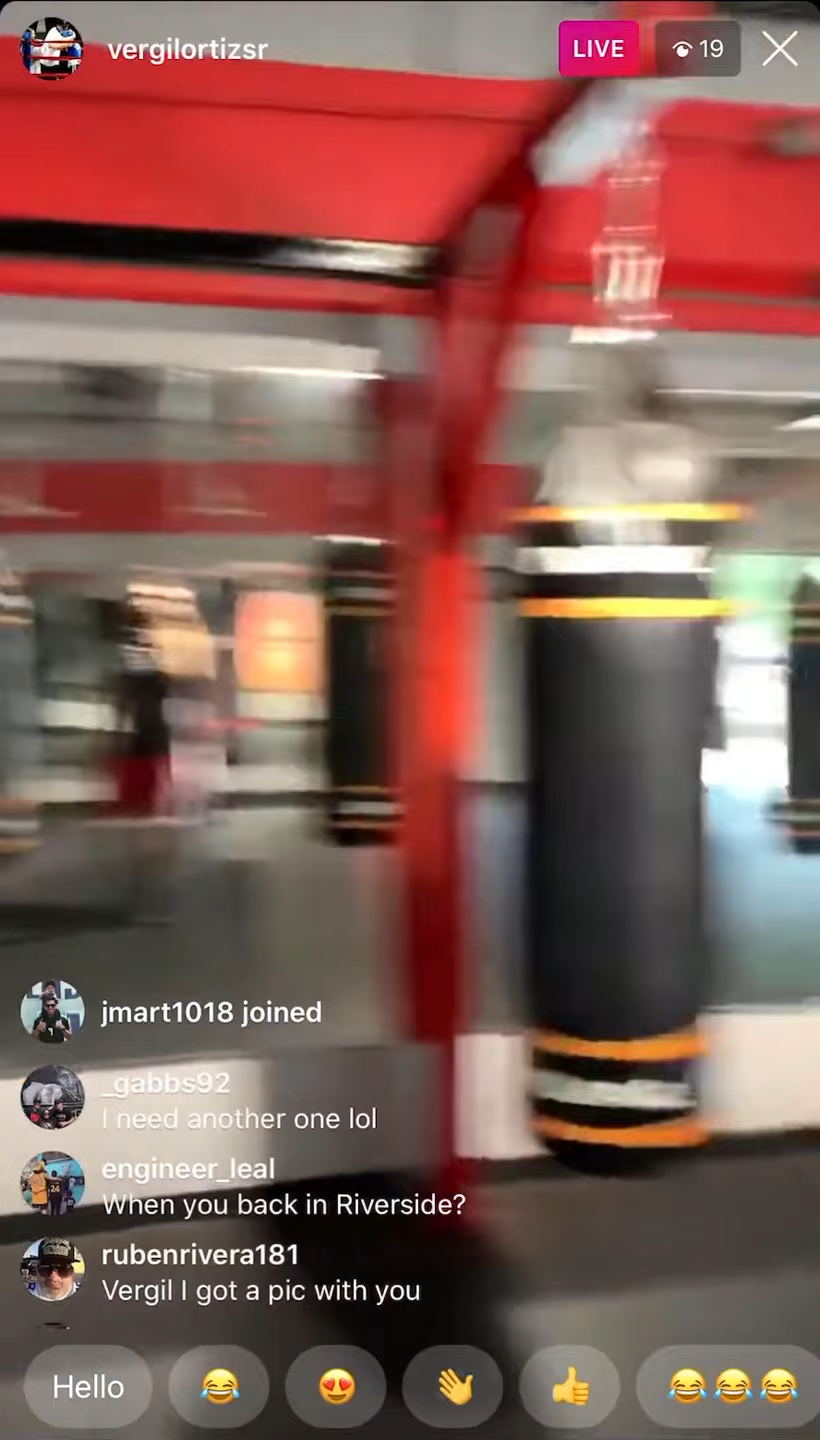 vergilortizsr
LIVE
19
jmart1018 joined
_gabbs92
I need another one lol
engineer_leal
When you back in Riverside?
rubenrivera181
Vergil I got a pic with you
Hello